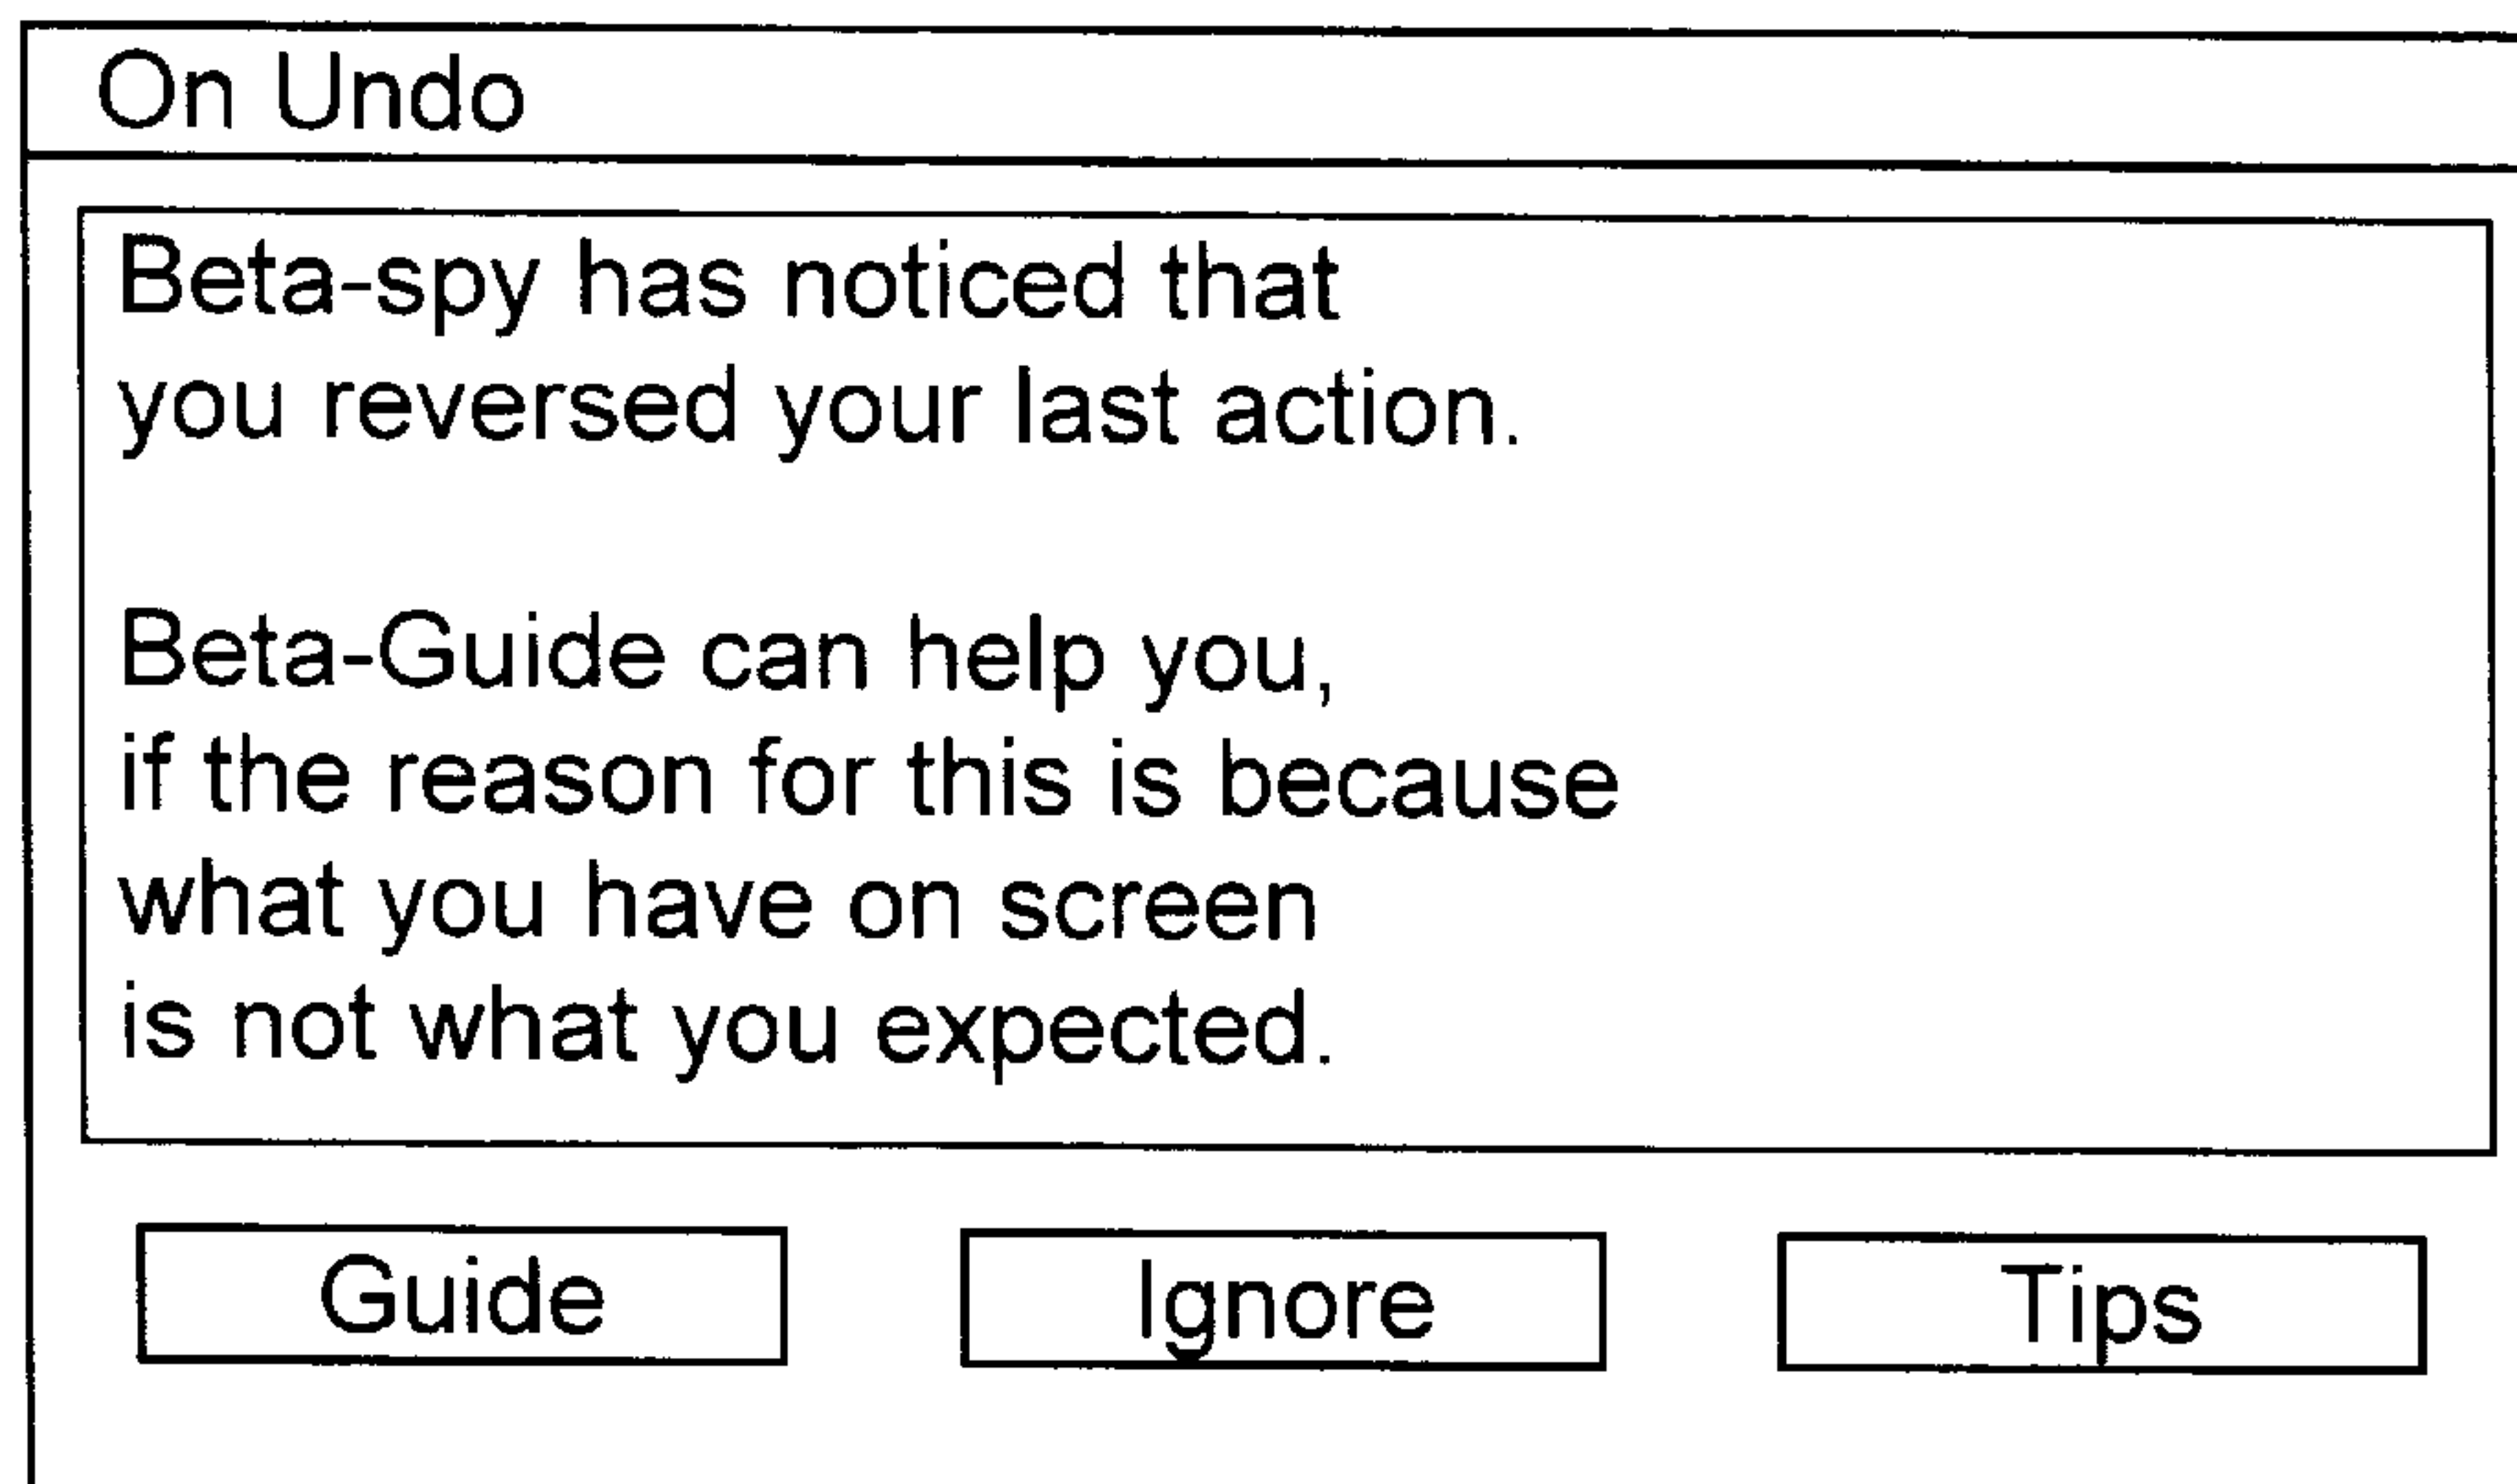 On Undo
Beta-spy has noticed that
you reversed your last action.
Beta-Guide can help you,
if the reason for this is because
what you have on screen
is not what you expected.
Guide
Ignore
Tips